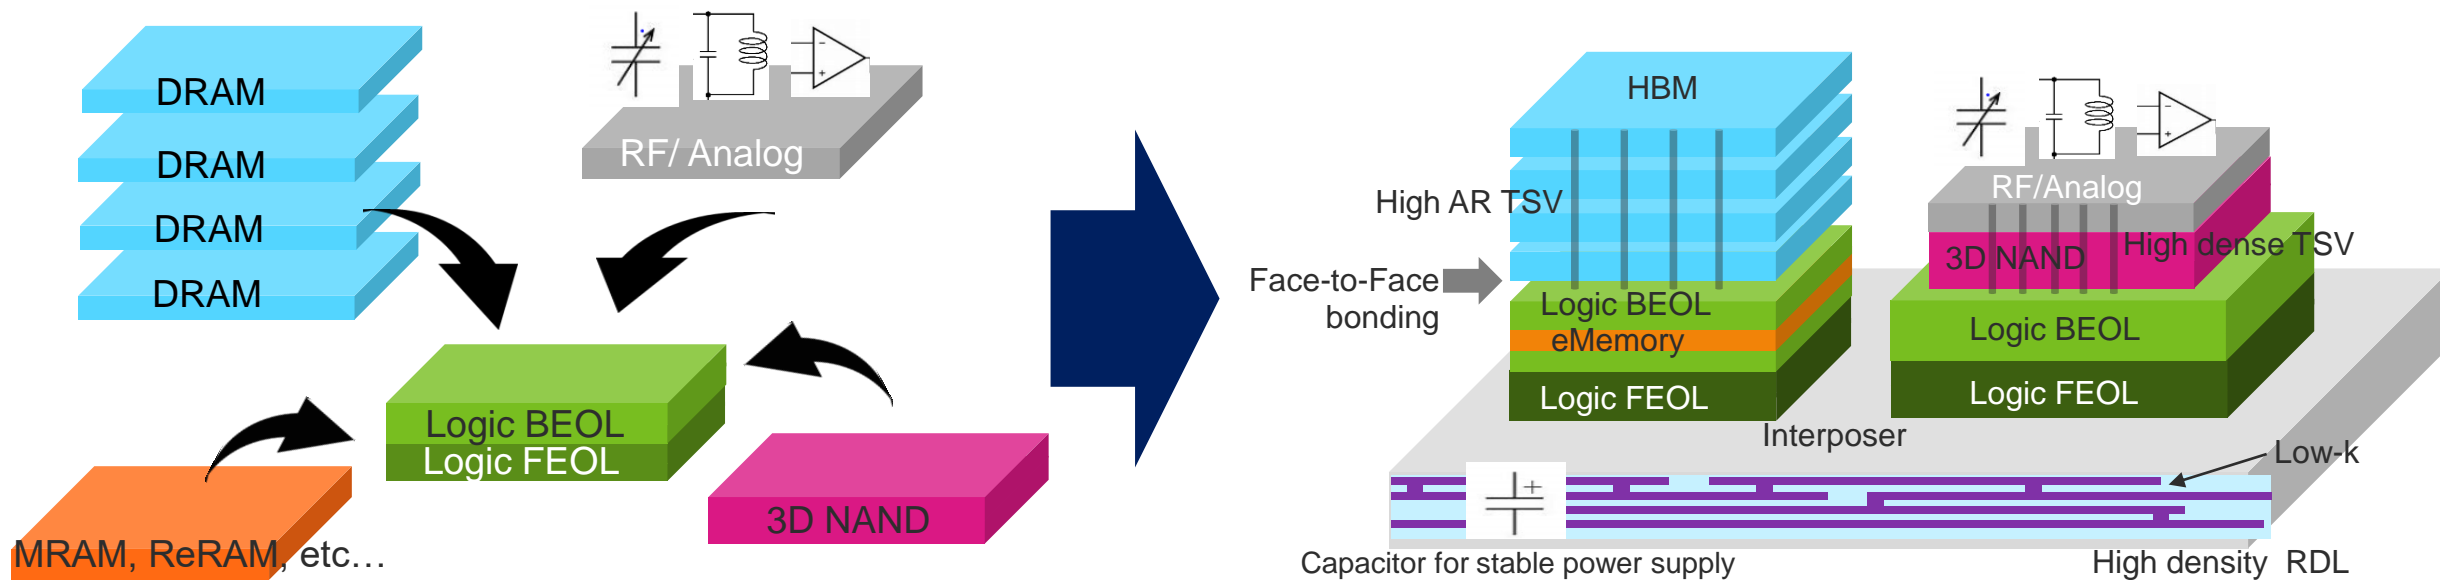 DRAM
DRAM
DRAM
DRAM
RF/ Analog
Logic BEOL
Logic FEOL
MRAM, ReRAM, etc…
3D NAND
HBM
High AR TSV
Face-to-Face
bonding
Logic BEOL
eMemory
Logic FEOL
RF/Analog
High dense TSV
3D NAND
Logic BEOL
Logic FEOL
Interposer
Low-k
Capacitor for stable power supply
High density RDL